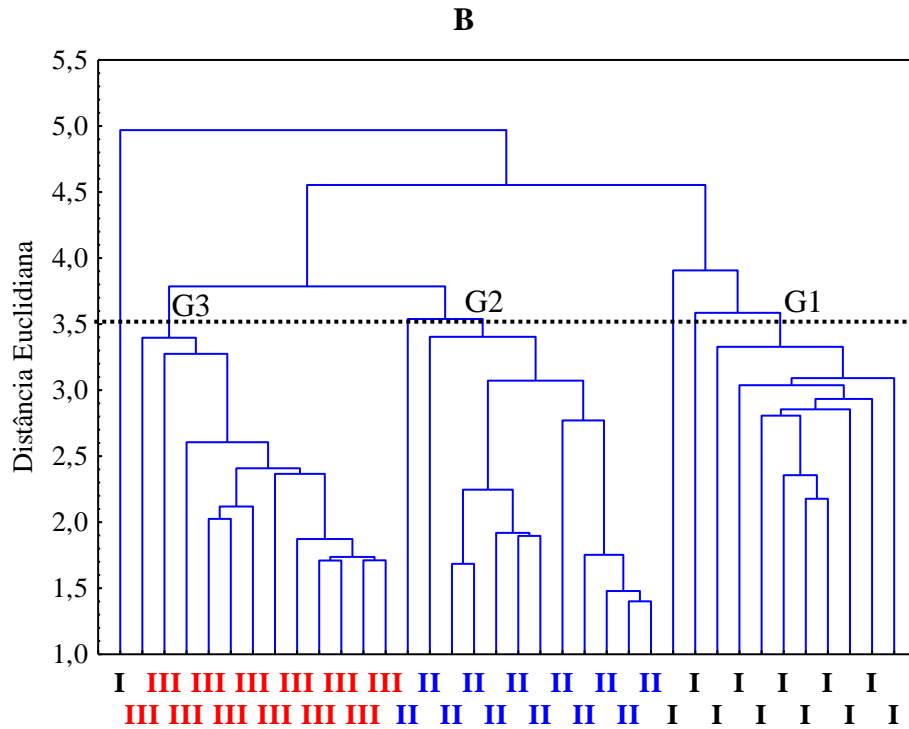 B
5,5
5,0
4,5
4,0
3,5
3,0
2,5
2,0
1,5
1,0
Distância Euclidiana
G3
G2
G1
I III III III III III III II II II II II II I I I I I
III III III III III III II II II II II II I I I I I I